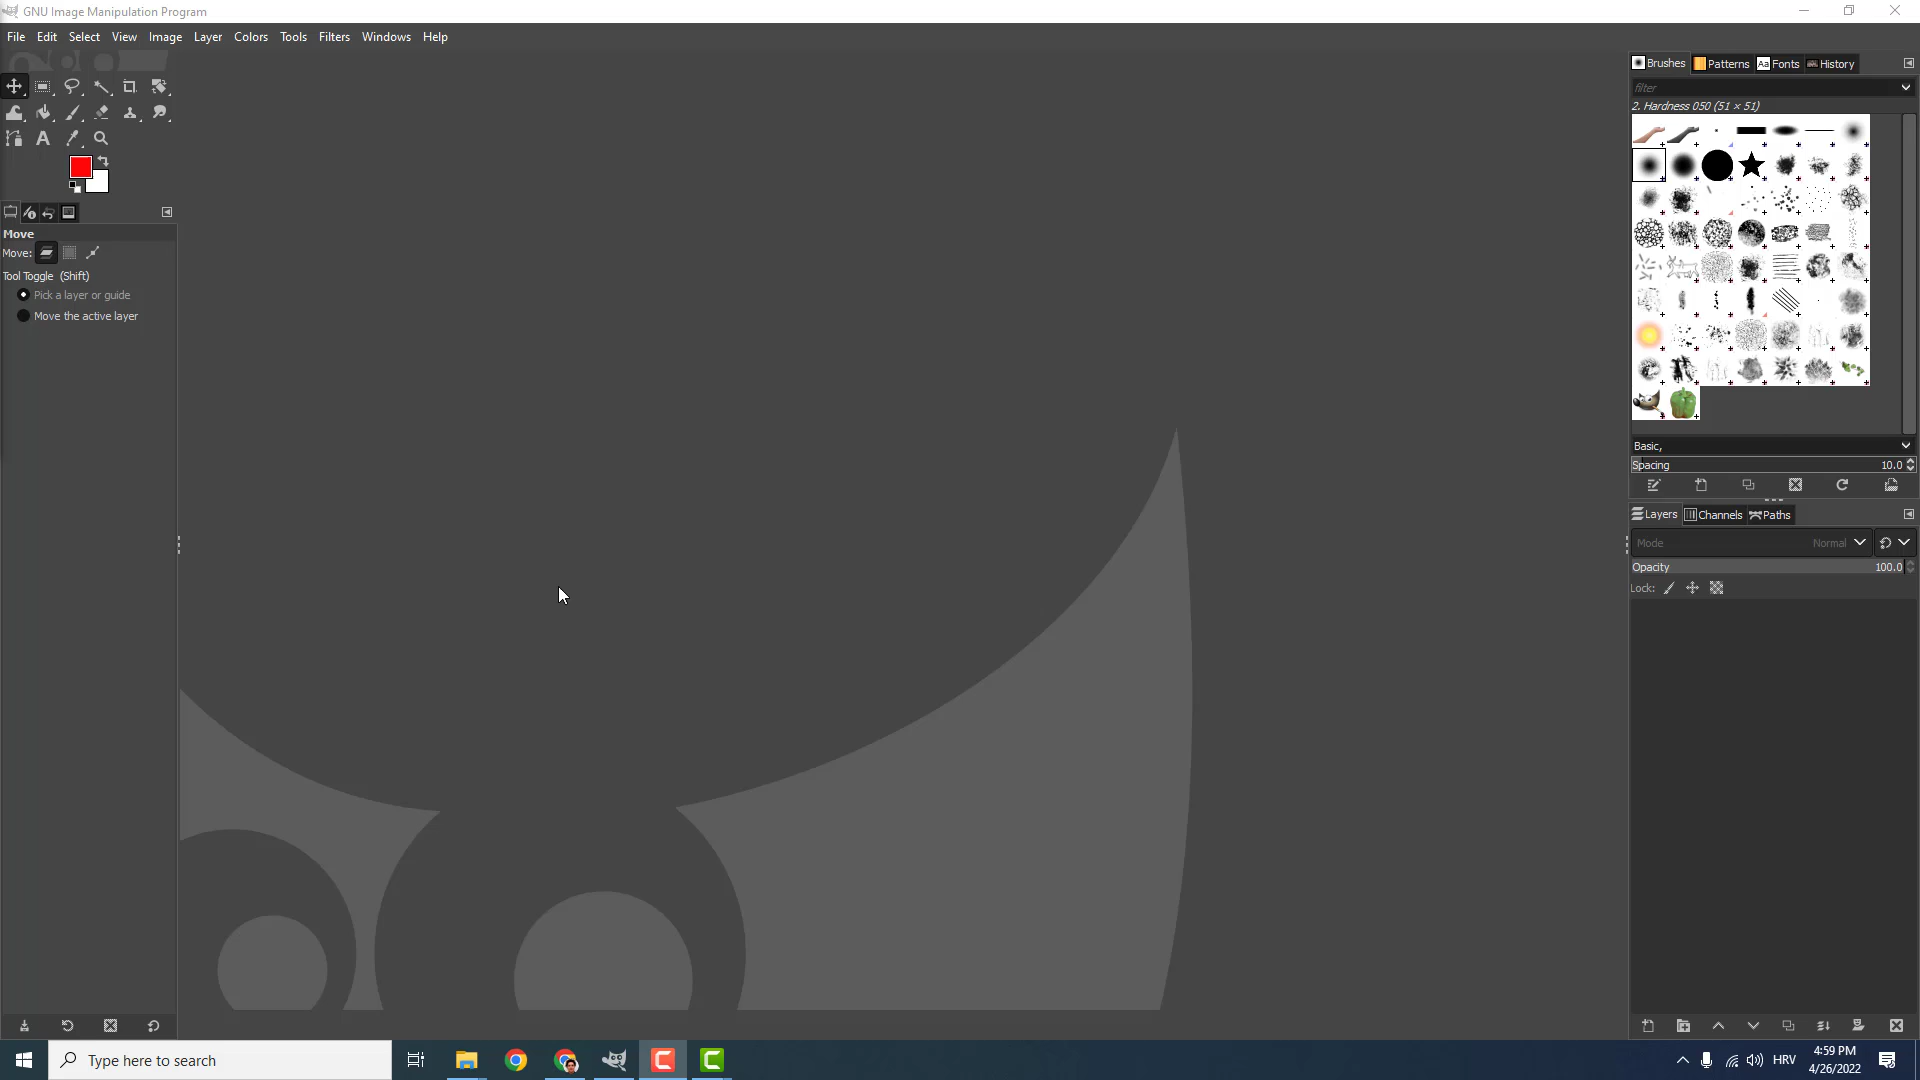 GNU Image Manipulation Program
File Edit Select View Image Layer Colors Tools Filters Windows Help
Brushes Patterns Aa Fonts History
filter
2. Hardness 050 (51 × 51)
Move
Move:
Tool Toggle (Shift)
Pick a layer or guide
Move the active layer
Basic,
Spacing 10.0
Layers Channels Paths
Mode Normal
Opacity 100.0
Lock:
Type here to search
HRV
4:59 PM
4/26/2022